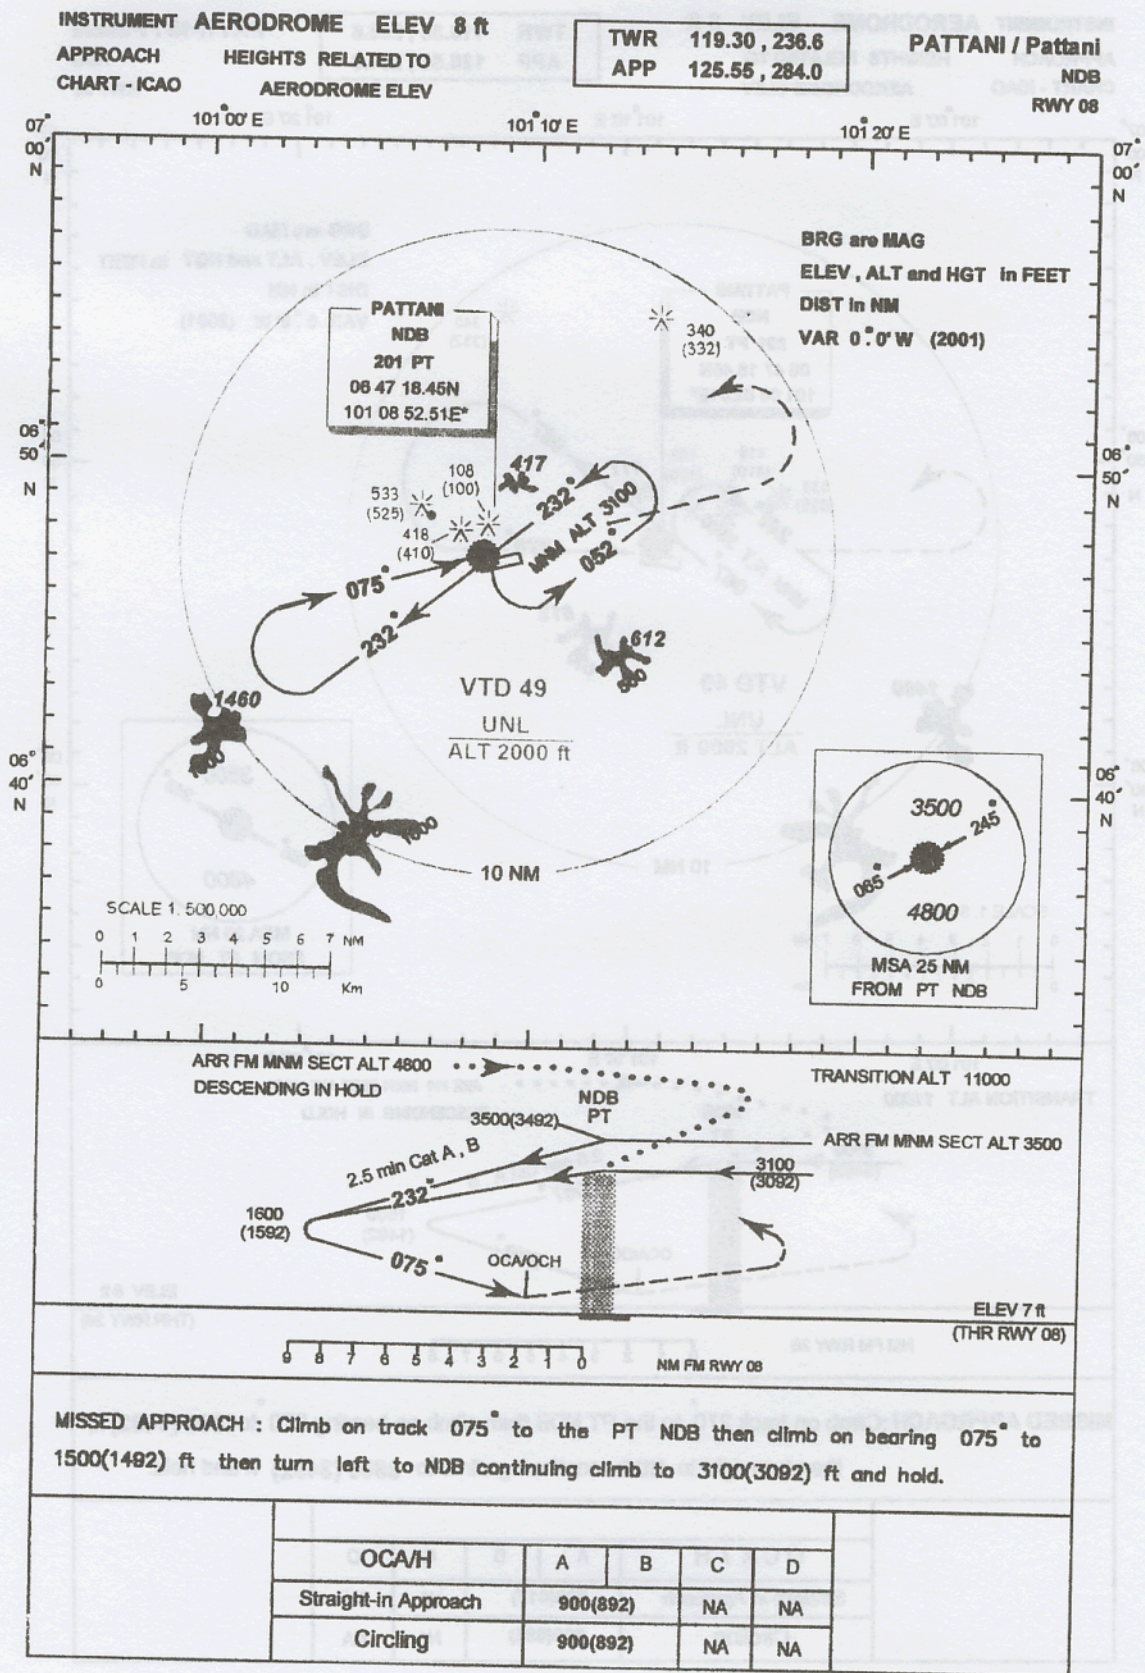 INSTRUMENT AERODROME ELEV 8 ft
APPROACH HEIGHTS RELATED TO
CHART - ICAO AERODROME ELEV
TWR 119.30 , 236.6
APP 125.55 , 284.0
PATTANI / Pattani
NDB
RWY 08
101°00' E
101°10' E
101°20' E
07°
00'
N
07°
00'
N
BRG are MAG
ELEV , ALT and HGT in FEET
DIST in NM
VAR 0°0' W (2001)
PATTANI
NDB
201 PT
06 47 18.45N
101 08 52.51E*
340
(332)
06°
50'
N
06°
50'
N
108
(100)
417
533
(525)
418
(410)
232°
MNM ALT 3100
052°
075°
232°
612
1460
VTD 49
UNL
ALT 2000 ft
06°
40'
N
06°
40'
N
10 NM
3500
245°
065°
4800
MSA 25 NM
FROM PT NDB
SCALE 1: 500,000
0 1 2 3 4 5 6 7 NM
0 5 10 Km
ARR FM MNM SECT ALT 4800
DESCENDING IN HOLD
TRANSITION ALT 11000
NDB
PT
3500(3492)
ARR FM MNM SECT ALT 3500
2.5 min Cat A , B
232°
3100
(3092)
1600
(1592)
075°
OCA/OCH
ELEV 7 ft
(THR RWY 08)
9 8 7 6 5 4 3 2 1 0 NM FM RWY 08
MISSED APPROACH : Climb on track 075° to the PT NDB then climb on bearing 075° to
1500(1492) ft then turn left to NDB continuing climb to 3100(3092) ft and hold.
OCA/H A B C D
Straight-in Approach 900(892) NA NA
Circling 900(892) NA NA